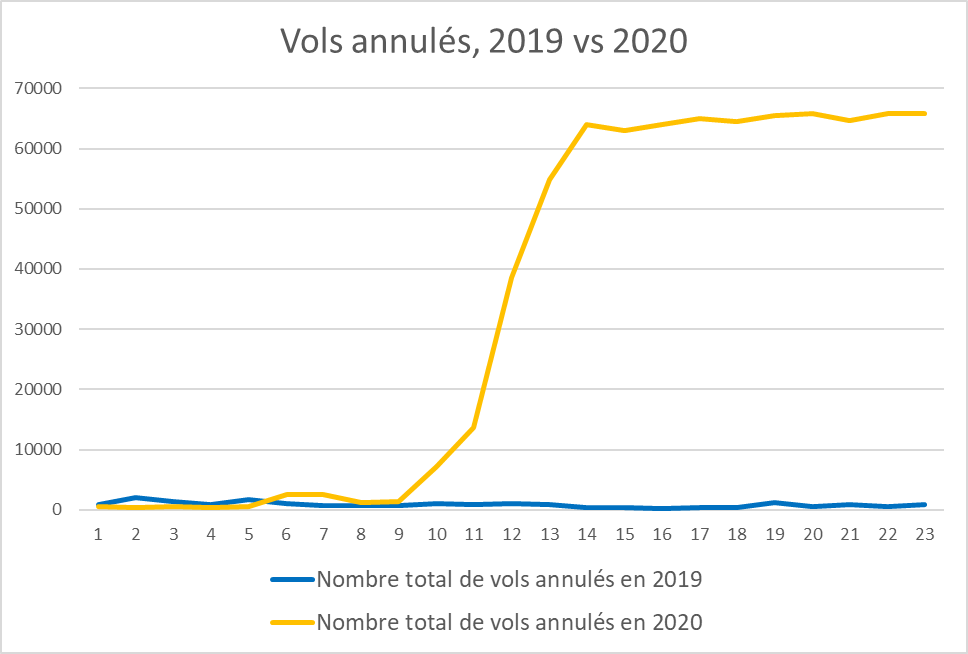 Vols annulés, 2019 vs 2020
70000
60000
50000
40000
30000
20000
10000
0
1 2 3 4 5 6 7 8 9 10 11 12 13 14 15 16 17 18 19 20 21 22 23
Nombre total de vols annulés en 2019
Nombre total de vols annulés en 2020